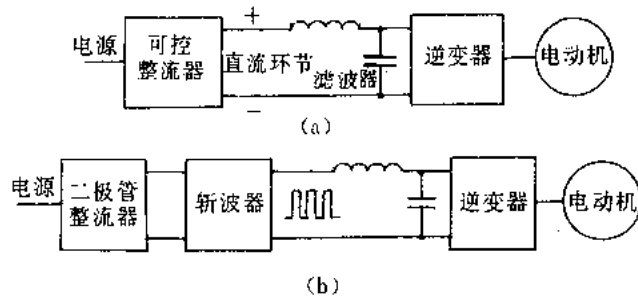 +
电源
可控
整流器
直流环节
滤波器
逆变器
电动机
−
(a)
电源
二极管
整流器
斩波器
逆变器
电动机
(b)